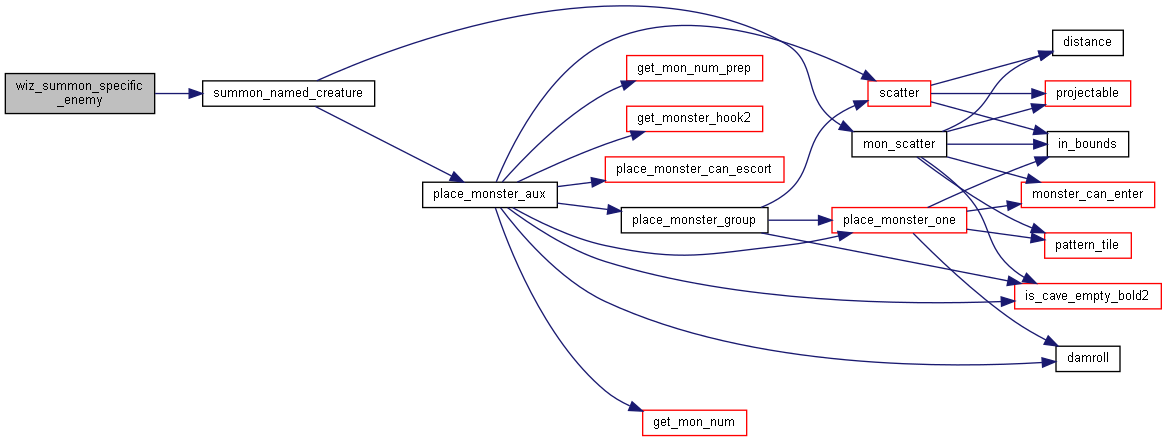 wiz_summon_specific
_enemy
summon_named_creature
place_monster_aux
get_mon_num_prep
get_monster_hook2
place_monster_can_escort
place_monster_group
get_mon_num
scatter
mon_scatter
place_monster_one
distance
projectable
in_bounds
monster_can_enter
pattern_tile
is_cave_empty_bold2
damroll